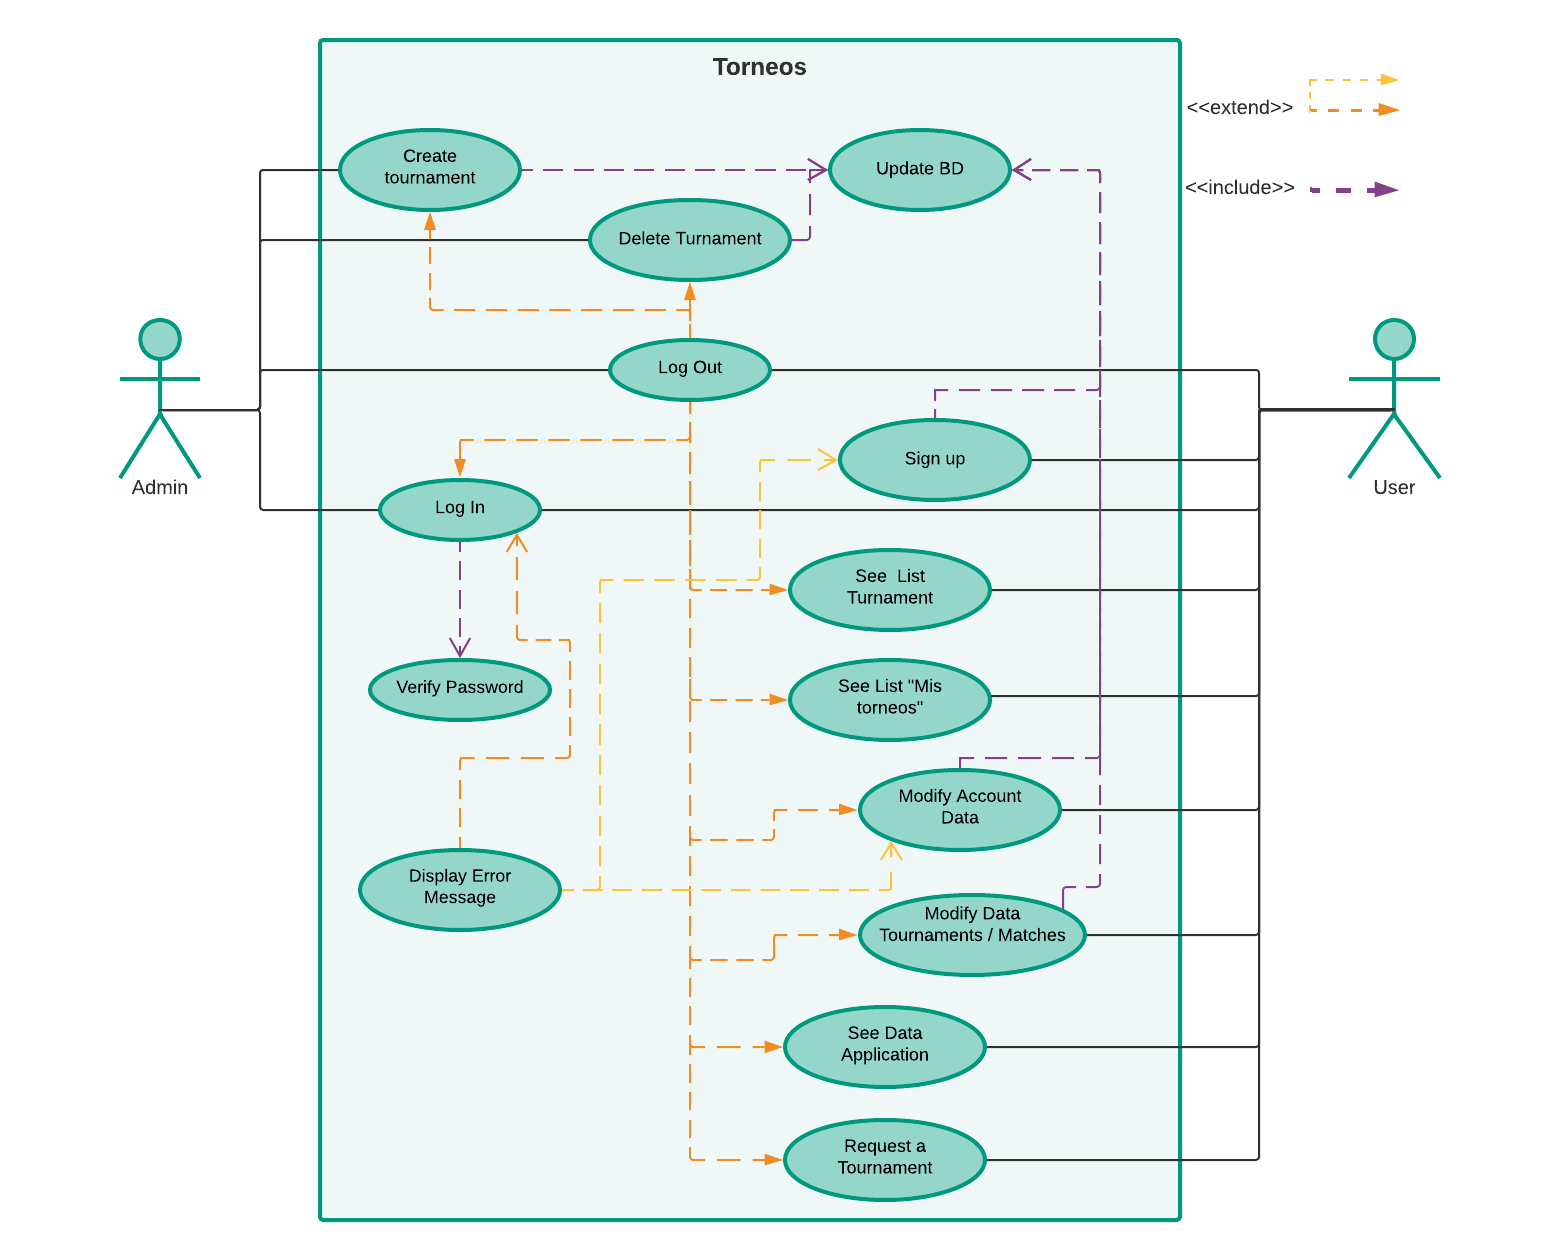 Torneos
<<extend>>
Create
tournament
Update BD
<<include>>
Delete Turnament
Log Out
Sign up
Admin
User
Log In
See  List
Turnament
Verify Password
See List "Mis
torneos"
Modify Account
Data
Display Error
Message
Modify Data
Tournaments / Matches
See Data
Application
Request a
Tournament